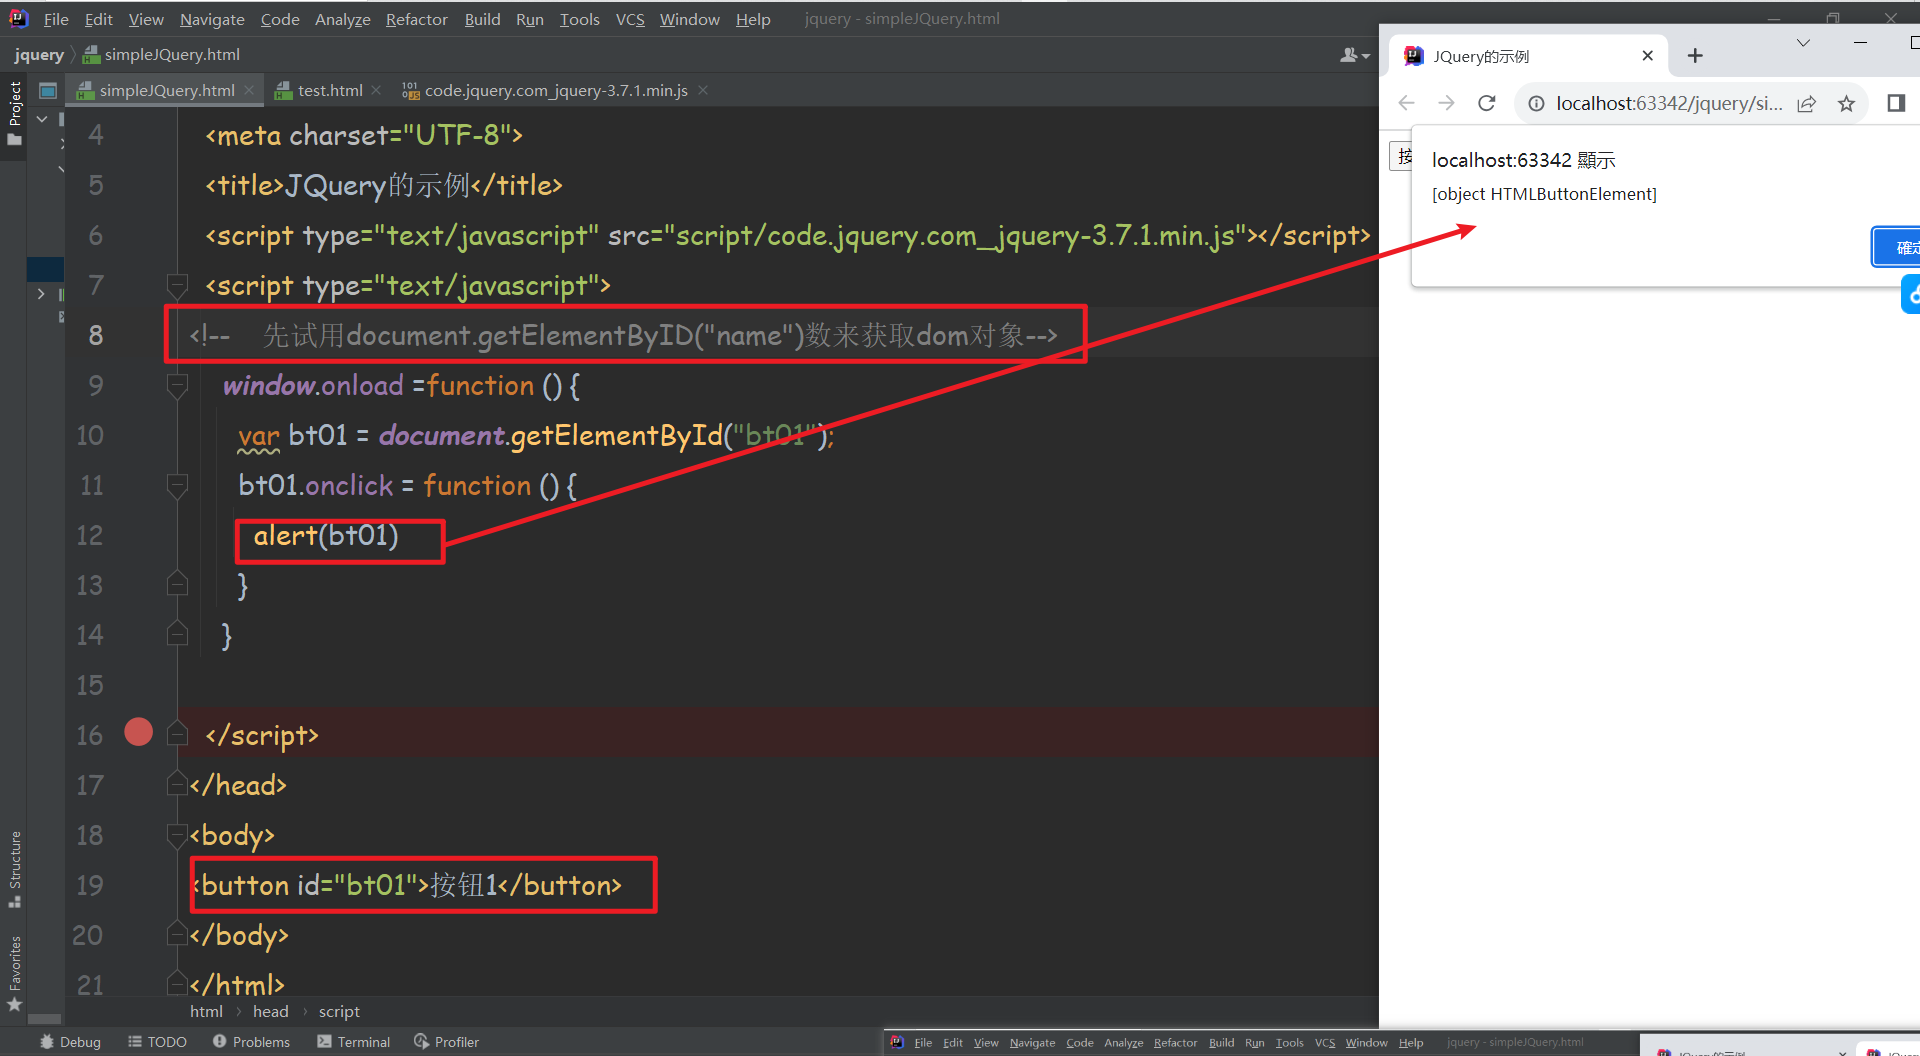 File Edit View Navigate Code Analyze Refactor Build Run Tools VCS Window Help jquery - simpleJQuery.html
jquery simpleJQuery.html
simpleJQuery.html test.html code.jquery.com_jquery-3.7.1.min.js
Project
4 <meta charset="UTF-8">
5 <title>JQuery的示例</title>
6 <script type="text/javascript" src="script/code.jquery.com_jquery-3.7.1.min.js"></script>
7 <script type="text/javascript">
8 <!-- 先试用document.getElementByID("name")数来获取dom对象-->
9 window.onload =function () {
10 var bt01 = document.getElementById("bt01");
11 bt01.onclick = function () {
12 alert(bt01)
13 }
14 }
15
16 </script>
17 </head>
18 <body>
19 <button id="bt01">按钮1</button>
20 </body>
21 </html>
Structure
Favorites
html head script
Debug TODO Problems Terminal Profiler
JQuery的示例
localhost:63342/jquery/si...
按
localhost:63342 顯示
[object HTMLButtonElement]
確定
File Edit View Navigate Code Analyze Refactor Build Run Tools VCS Window Help jquery - simpleJQuery.html